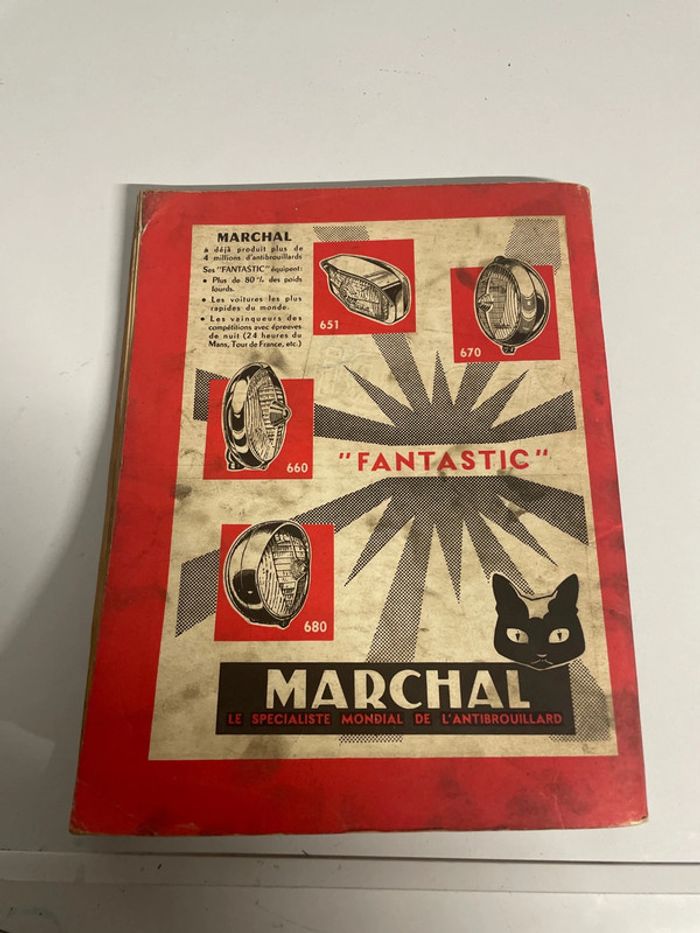 MARCHAL
a déjà produit plus de
4 millions d'antibrouillards
Ses "FANTASTIC" équipent:
• Plus de 80 % des poids
lourds.
• Les voitures les plus
rapides du monde.
• Les vainqueurs des
compétitions avec épreuves
de nuit (24 heures du
Mans, Tour de France, etc.)
651
670
660
"FANTASTIC"
680
MARCHAL
LE SPECIALISTE MONDIAL DE L'ANTIBROUILLARD